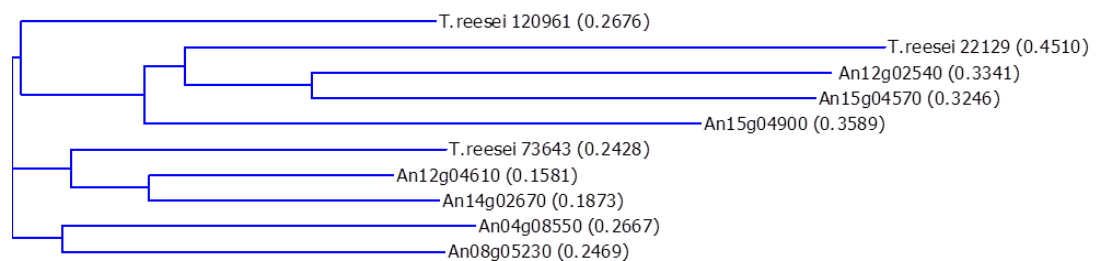 T.reesei 120961 (0.2676)
T.reesei 22129 (0.4510)
An12g02540 (0.3341)
An15g04570 (0.3246)
An15g04900 (0.3589)
T.reesei 73643 (0.2428)
An12g04610 (0.1581)
An14g02670 (0.1873)
An04g08550 (0.2667)
An08g05230 (0.2469)